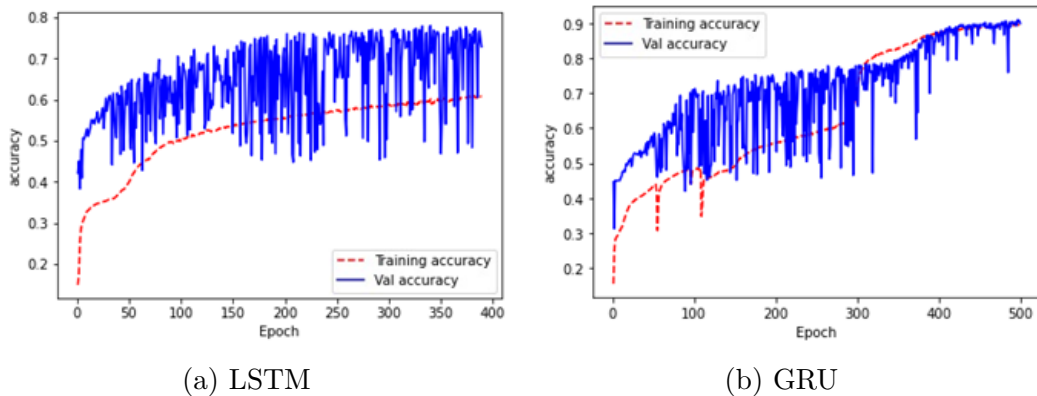 0.8
0.7
0.6
0.5
0.4
0.3
0.2
accuracy
0 50 100 150 200 250 300 350 400
Epoch
Training accuracy
Val accuracy
(a) LSTM
0.9
0.8
0.7
0.6
0.5
0.4
0.3
0.2
accuracy
0 100 200 300 400 500
Epoch
Training accuracy
Val accuracy
(b) GRU